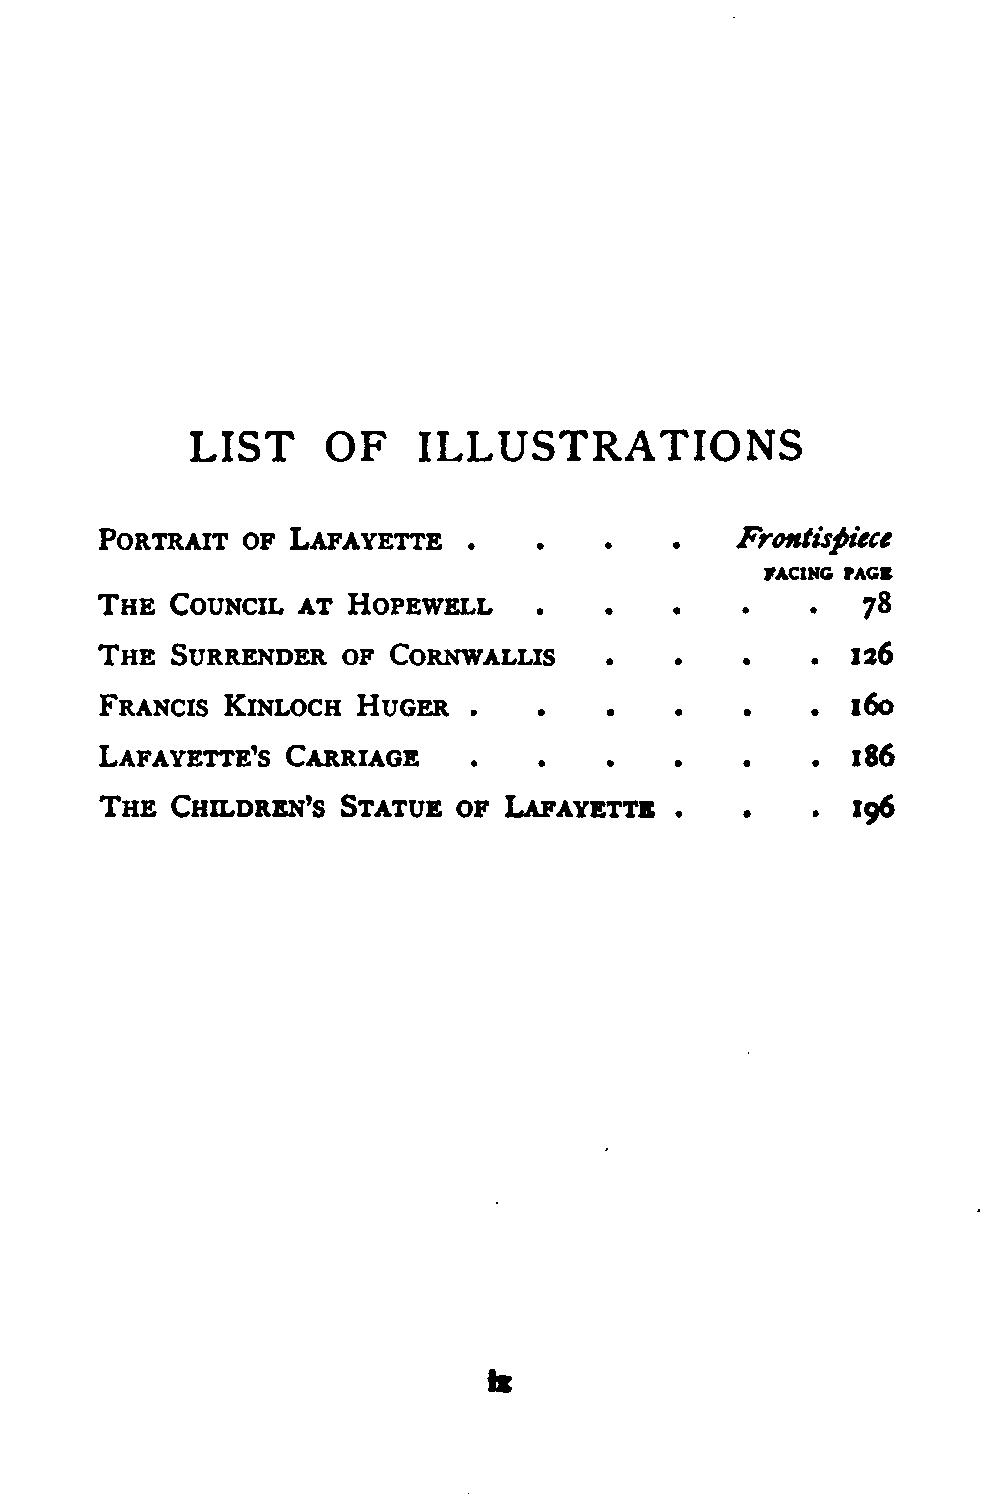 LIST OF ILLUSTRATIONS
PORTRAIT OF LAFAYETTE . . . . Frontispiece
FACING PAGE
THE COUNCIL AT HOPEWELL . . . . . 78
THE SURRENDER OF CORNWALLIS . . . . 126
FRANCIS KINLOCH HUGER . . . . . . 160
LAFAYETTE'S CARRIAGE . . . . . . 186
THE CHILDREN'S STATUE OF LAFAYETTE . . . 196
ix